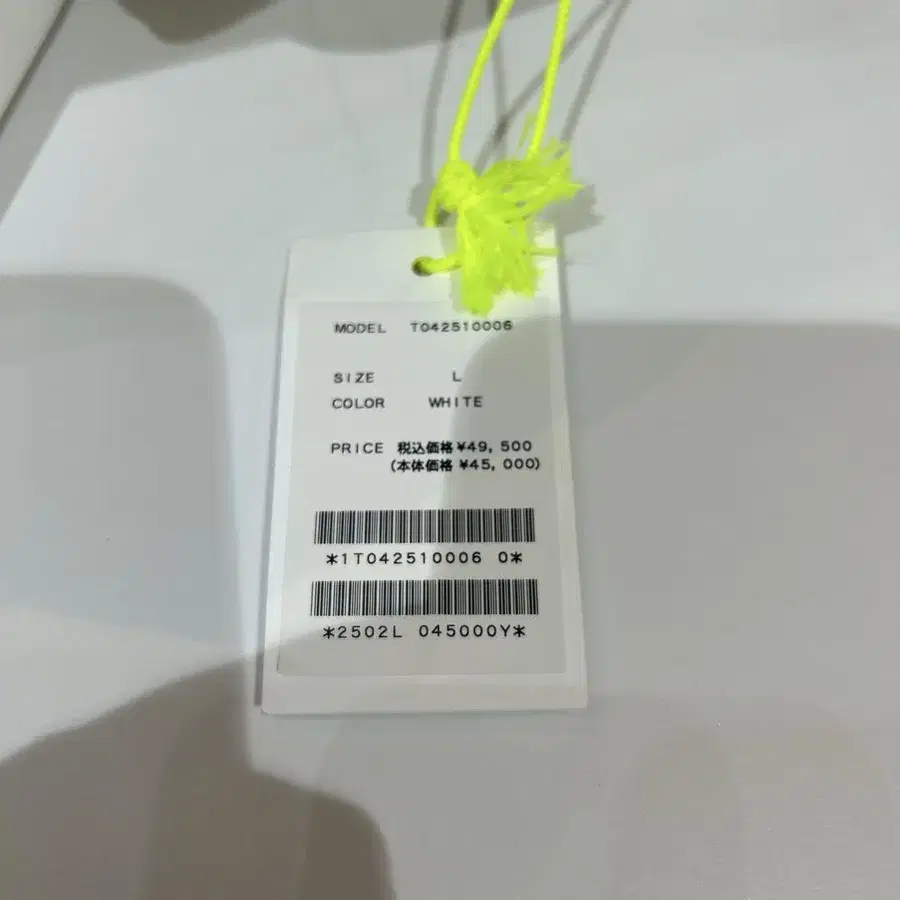 MODEL T042510006
SIZE L
COLOR WHITE
PRICE 税込価格 ¥49,500
(本体価格 ¥45,000)
*1T042510006 0*
*2502L 045000Y*